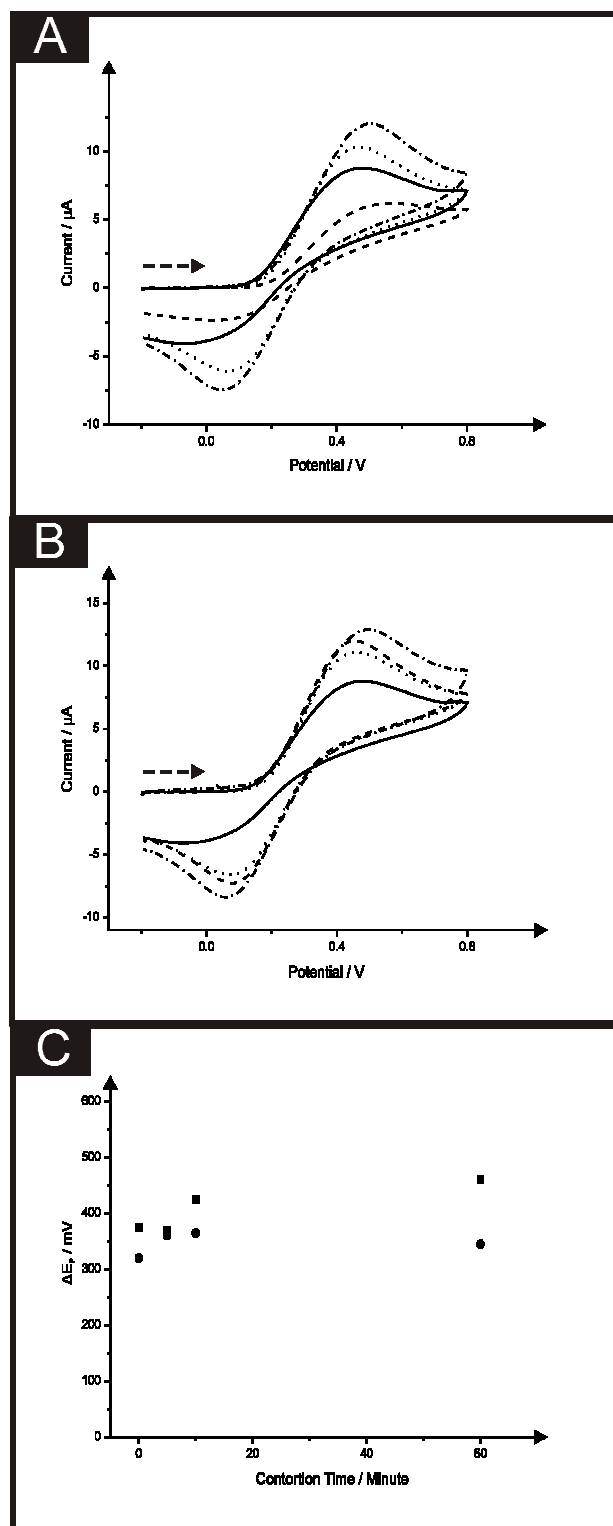 A
10
5
0
-5
-10
Current / µA
0.0 0.4 0.8
Potential / V
B
15
10
5
0
-5
-10
Current / µA
0.0 0.4 0.8
Potential / V
C
600
500
400
300
200
100
0
ΔEP / mV
0 20 40 60
Contortion Time / Minute